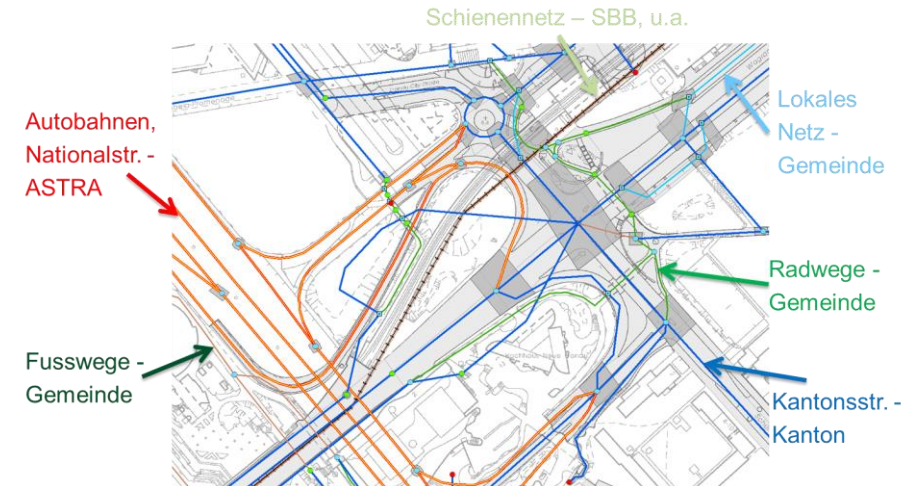 Schienennetz – SBB, u.a.
Autobahnen,
Nationalstr. -
ASTRA
Lokales
Netz -
Gemeinde
Radwege -
Gemeinde
Fusswege -
Gemeinde
Kantonsstr. -
Kanton